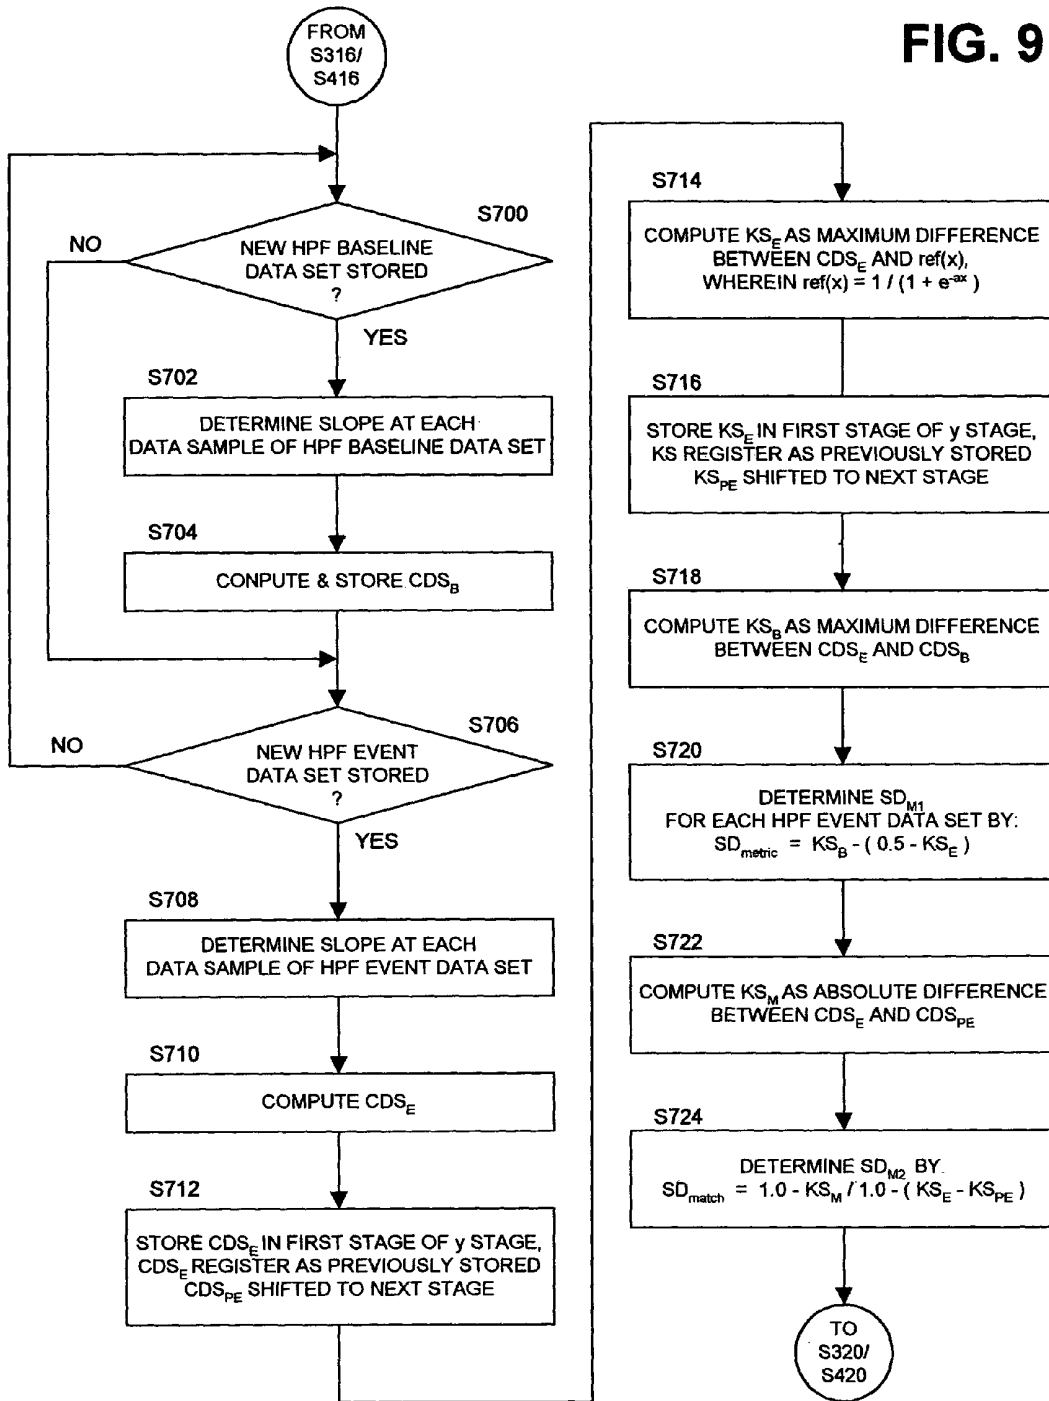 FIG. 9
FROM
S316/
S416
S700
NO
NEW HPF BASELINE
DATA SET STORED
?
YES
S702
DETERMINE SLOPE AT EACH
DATA SAMPLE OF HPF BASELINE DATA SET
S704
CONPUTE & STORE CDS_B
S706
NO
NEW HPF EVENT
DATA SET STORED
?
YES
S708
DETERMINE SLOPE AT EACH
DATA SAMPLE OF HPF EVENT DATA SET
S710
COMPUTE CDS_E
S712
STORE CDS_E IN FIRST STAGE OF y STAGE,
CDS_E REGISTER AS PREVIOUSLY STORED
CDS_PE SHIFTED TO NEXT STAGE
S714
COMPUTE KS_E AS MAXIMUM DIFFERENCE
BETWEEN CDS_E AND ref(x),
WHEREIN ref(x) = 1 / (1 + e^-ax )
S716
STORE KS_E IN FIRST STAGE OF y STAGE,
KS REGISTER AS PREVIOUSLY STORED
KS_PE SHIFTED TO NEXT STAGE
S718
COMPUTE KS_B AS MAXIMUM DIFFERENCE
BETWEEN CDS_E AND CDS_B
S720
DETERMINE SD_M1
FOR EACH HPF EVENT DATA SET BY:
SD_metric = KS_B - ( 0.5 - KS_E )
S722
COMPUTE KS_M AS ABSOLUTE DIFFERENCE
BETWEEN CDS_E AND CDS_PE
S724
DETERMINE SD_M2 BY
SD_match = 1.0 - KS_M / 1.0 - ( KS_E - KS_PE )
TO
S320/
S420